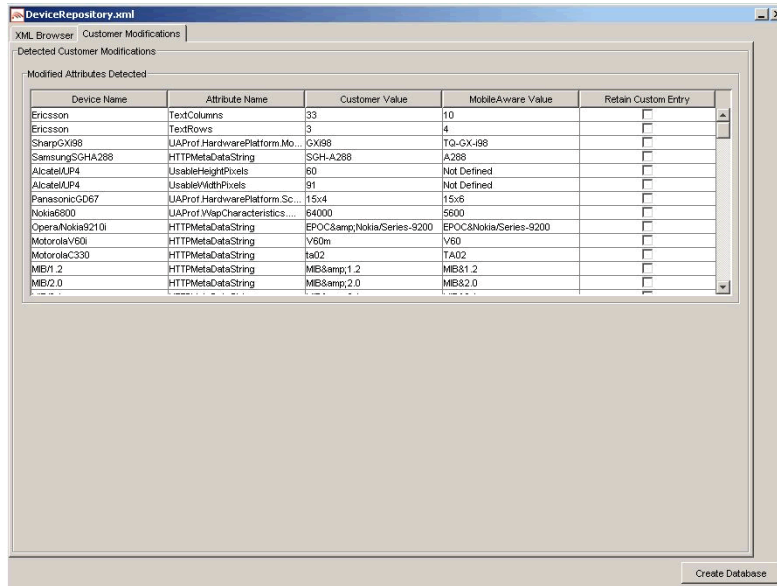 DeviceRepository.xml
XML Browser Customer Modifications
Detected Customer Modifications
Modified Attributes Detected
Device Name Attribute Name Customer Value MobileAware Value Retain Custom Entry
Ericsson TextColumns 33 10
Ericsson TextRows 3 4
SharpGXi98 UAProf.HardwarePlatform.Mo... GXi98 TQ-GX-i98
SamsungSGHA288 HTTPMetaDataString SGH-A288 A288
Alcatel/UP4 UsableHeightPixels 60 Not Defined
Alcatel/UP4 UsableWidthPixels 91 Not Defined
PanasonicGD67 UAProf.HardwarePlatform.Sc... 15x4 15x6
Nokia6800 UAProf.WapCharacteristics.... 64000 5600
Opera/Nokia9210i HTTPMetaDataString EPOC&amp;Nokia/Series-9200 EPOC&Nokia/Series-9200
MotorolaV60i HTTPMetaDataString V60m V60
MotorolaC330 HTTPMetaDataString ta02 TA02
MIB/1.2 HTTPMetaDataString MIB&amp;1.2 MIB&1.2
MIB/2.0 HTTPMetaDataString MIB&amp;2.0 MIB&2.0
Create Database